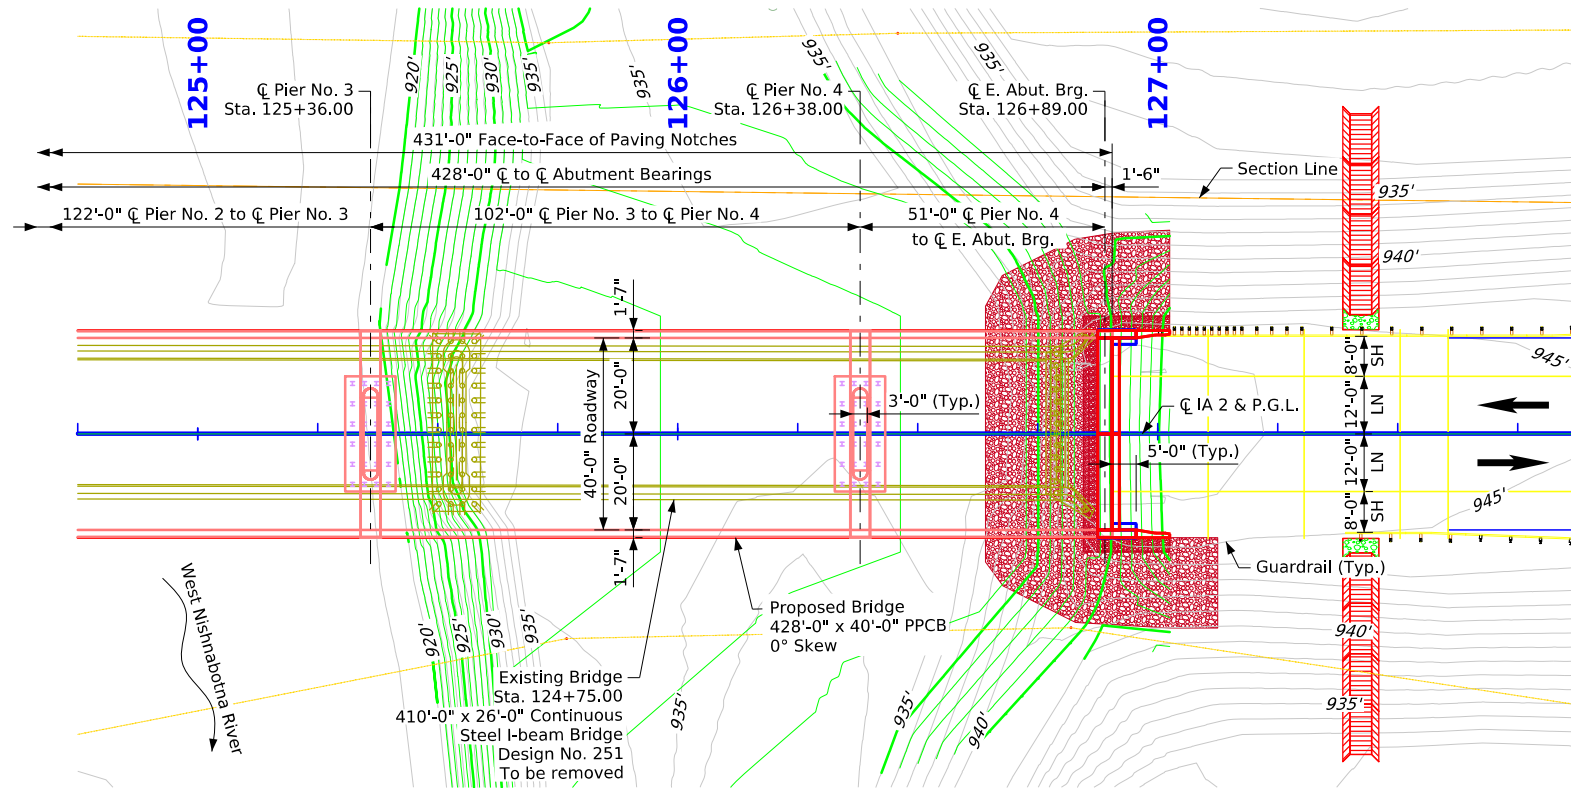 125+00
126+00
127+00
920'
925'
930'
935'
935'
935'
935'
℄ Pier No. 3
Sta. 125+36.00
℄ Pier No. 4
Sta. 126+38.00
℄ E. Abut. Brg.
Sta. 126+89.00
431'-0" Face-to-Face of Paving Notches
428'-0" ℄ to ℄ Abutment Bearings
1'-6"
Section Line
935'
122'-0" ℄ Pier No. 2 to ℄ Pier No. 3
102'-0" ℄ Pier No. 3 to ℄ Pier No. 4
51'-0" ℄ Pier No. 4
to ℄ E. Abut. Brg.
940'
1'-7"
20'-0"
40'-0" Roadway
20'-0"
1'-7"
3'-0" (Typ.)
℄ IA 2 & P.G.L.
5'-0" (Typ.)
8'-0"
SH
12'-0"
LN
12'-0"
LN
8'-0"
SH
945'
945'
Guardrail (Typ.)
West Nishnabotna River
920'
925'
930'
935'
Proposed Bridge
428'-0" x 40'-0" PPCB
0° Skew
Existing Bridge
Sta. 124+75.00
410'-0" x 26'-0" Continuous
Steel I-beam Bridge
Design No. 251
To be removed
935'
935'
940'
940'
935'